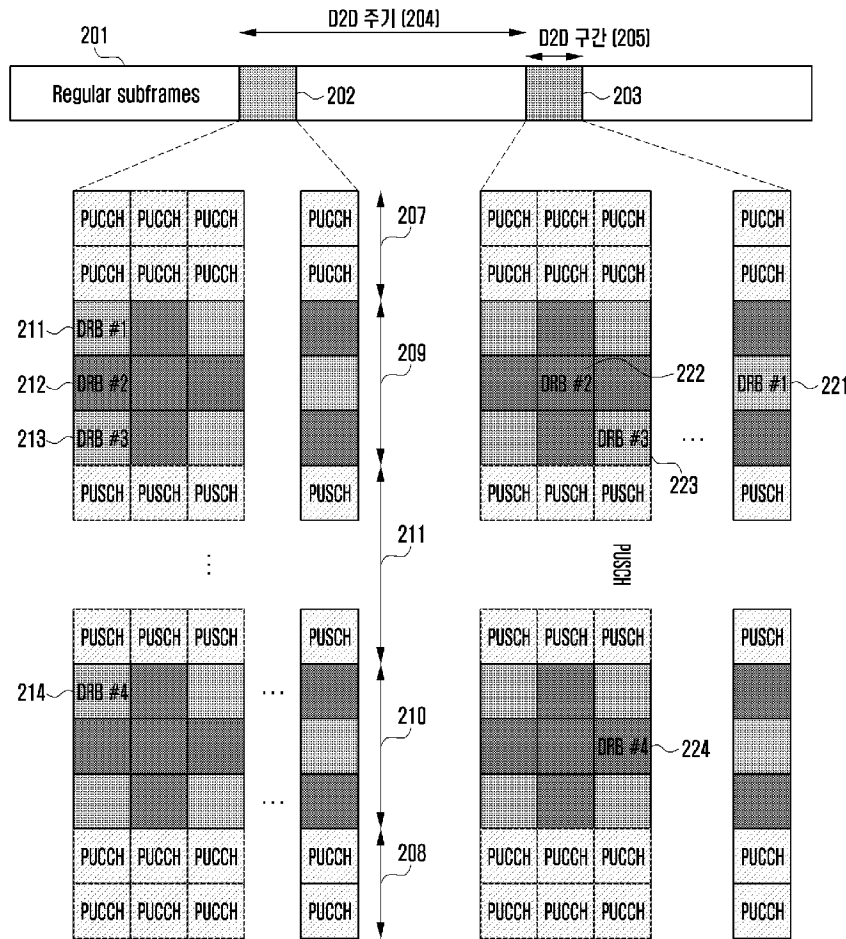 D2D 주기 (204)
D2D 구간 (205)
201
Regular subframes
202
203
PUCCH PUCCH PUCCH PUCCH 207 PUCCH PUCCH PUCCH PUCCH
PUCCH PUCCH PUCCH PUCCH PUCCH PUCCH PUCCH PUCCH
211 DRB #1
209
212 DRB #2 DRB #2 222 DRB #1 221
213 DRB #3 DRB #3 ... 223
PUSCH PUSCH PUSCH PUSCH PUSCH PUSCH PUSCH PUSCH
211
⋮
PUSCH
PUSCH PUSCH PUSCH PUSCH PUSCH PUSCH PUSCH PUSCH
214 DRB #4 ...
210
DRB #4 224
...
PUCCH PUCCH PUCCH PUCCH 208 PUCCH PUCCH PUCCH PUCCH
PUCCH PUCCH PUCCH PUCCH PUCCH PUCCH PUCCH PUCCH